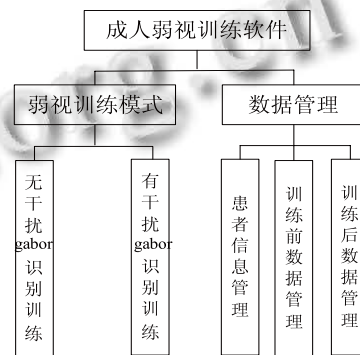 成人弱视训练软件
弱视训练模式
数据管理
无干扰gabor识别训练
有干扰gabor识别训练
患者信息管理
训练前数据管理
训练后数据管理